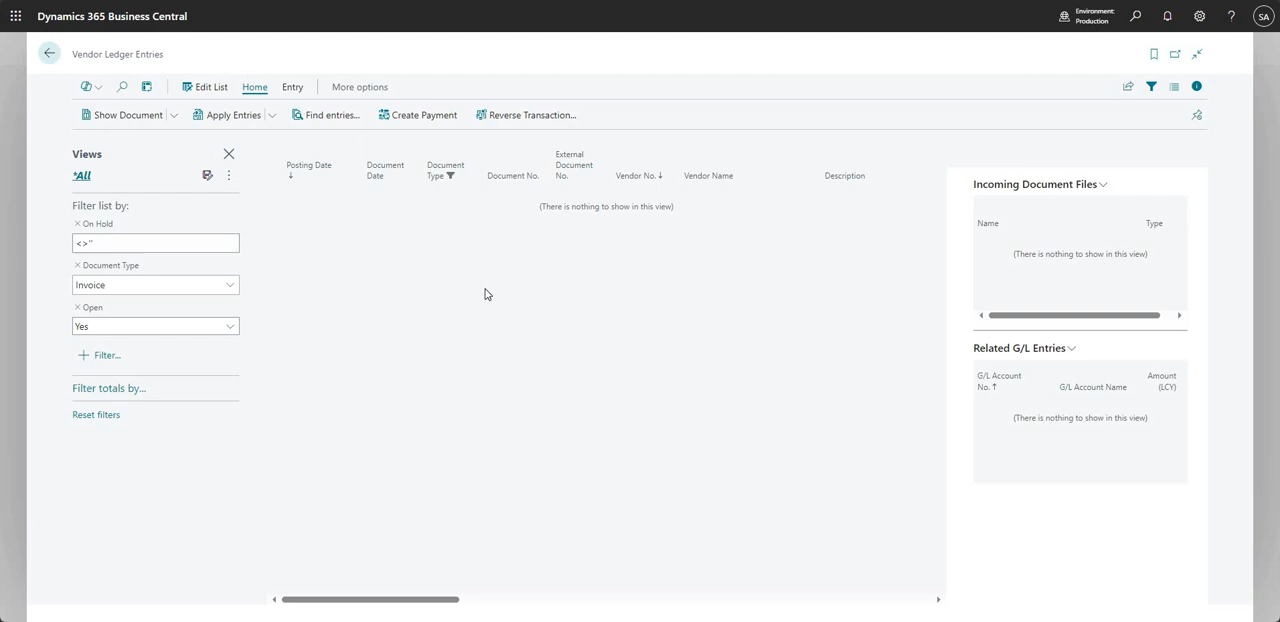 Dynamics 365 Business Central
Environment:
Production
SA
Vendor Ledger Entries
Edit List
Home
Entry
More options
Show Document
Apply Entries
Find entries...
Create Payment
Reverse Transaction...
Views
*All
Filter list by:
× On Hold
<>''
× Document Type
Invoice
× Open
Yes
+ Filter...
Filter totals by...
Reset filters
Posting Date
↓
Document
Date
Document
Type
Document No.
External
Document
No.
Vendor No. ↓
Vendor Name
Description
(There is nothing to show in this view)
Incoming Document Files
Name
Type
(There is nothing to show in this view)
Related G/L Entries
G/L Account
No. ↑
G/L Account Name
Amount
(LCY)
(There is nothing to show in this view)